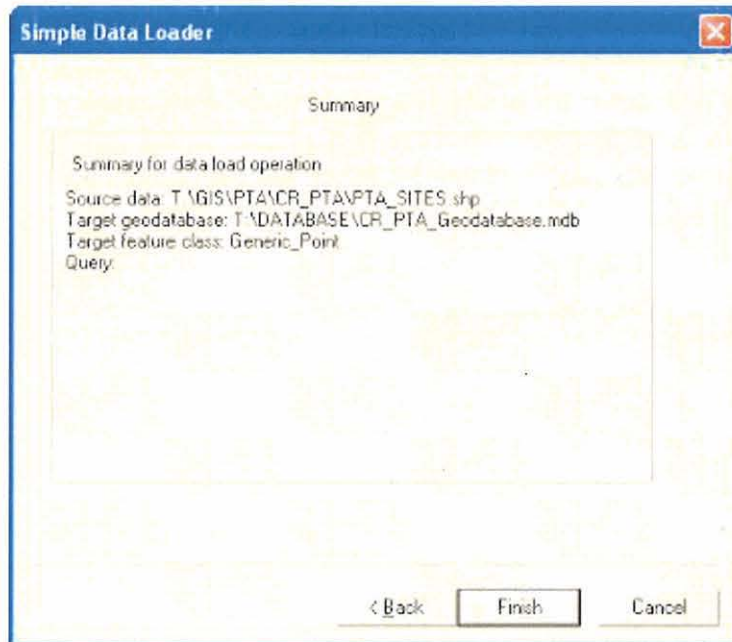 Simple Data Loader
Summary
Summary for data load operation
Source data: T:\GIS\PTA\CR_PTA\PTA_SITES.shp
Target geodatabase: T:\DATABASE\CR_PTA_Geodatabase.mdb
Target feature class: Generic_Point
Query:
< Back Finish Cancel